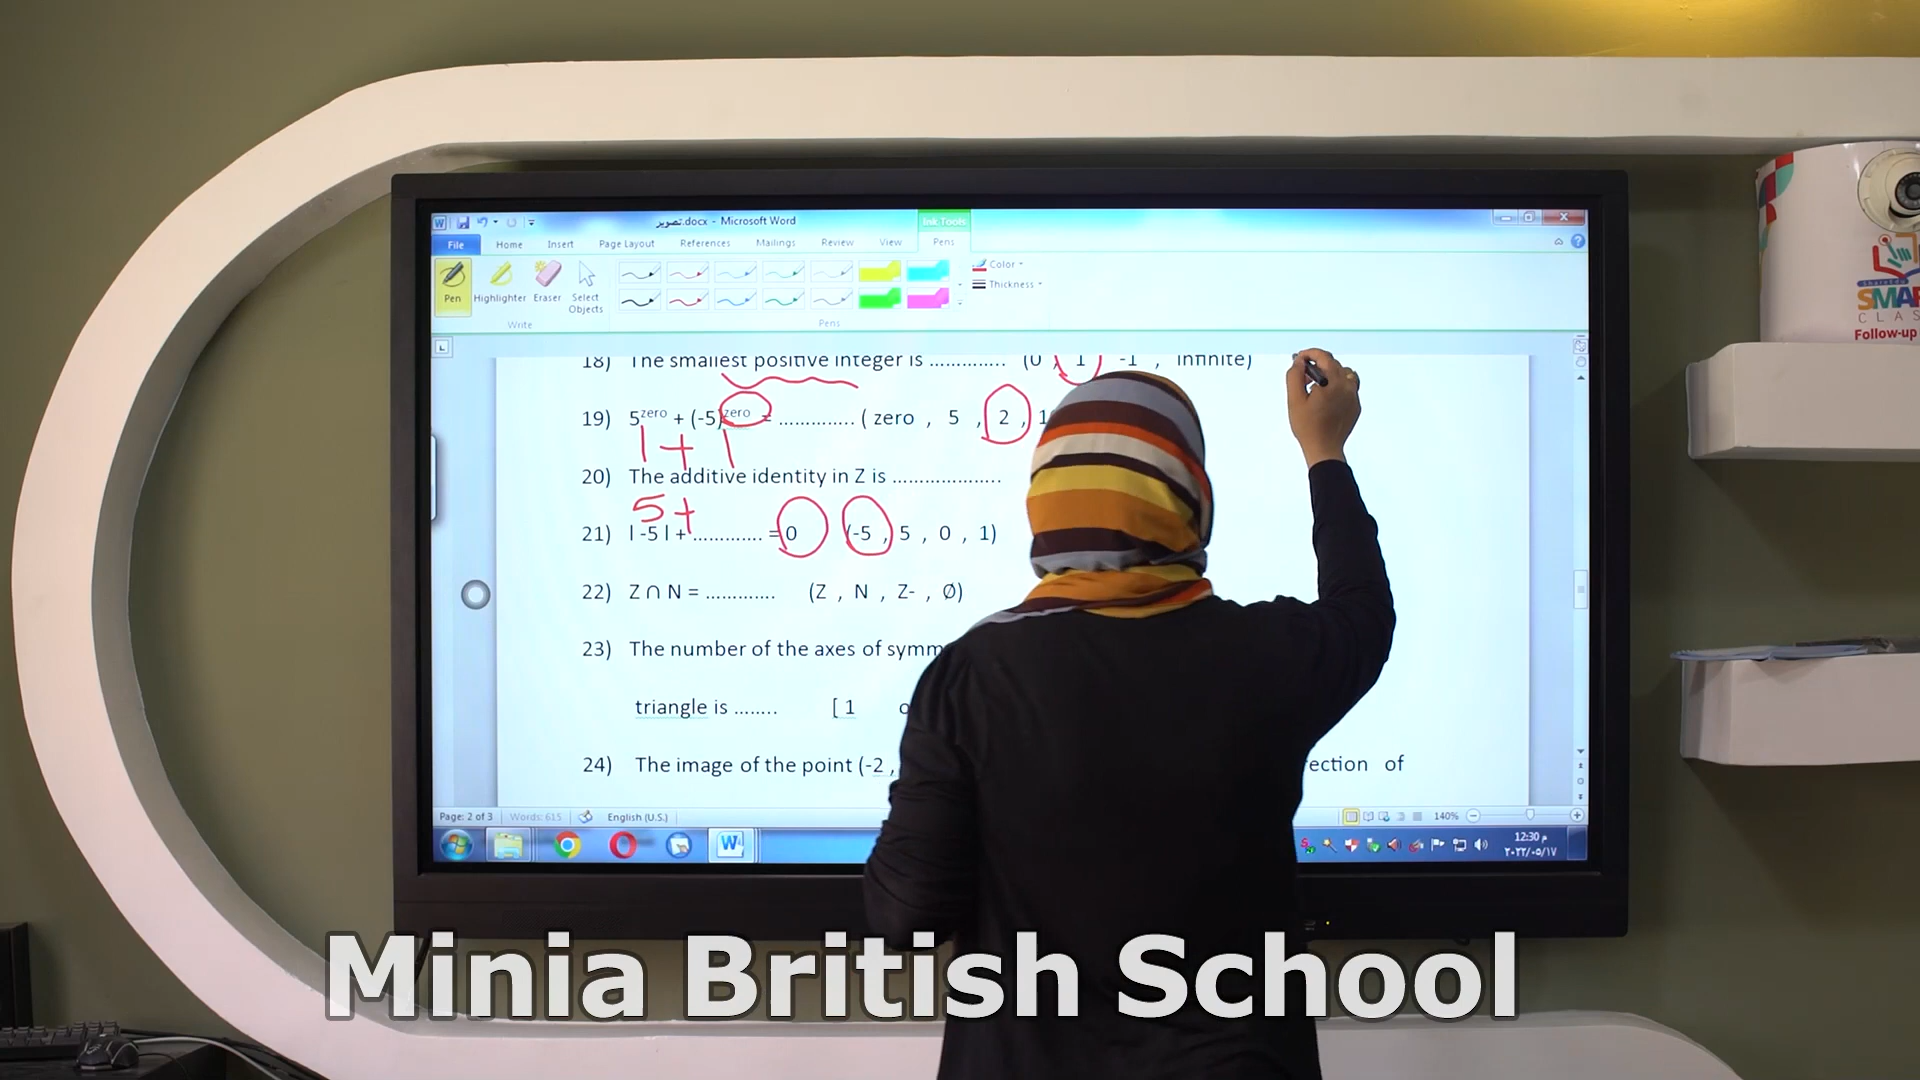 تصوير.docx - Microsoft Word
Ink Tools
File Home Insert Page Layout References Mailings Review View Pens
Pen Highlighter Eraser Select Objects
Color
Thickness
Write
Pens
18) The smallest positive integer is ............. (0 , 1 -1 , infinite)
19) 5zero + (-5)zero = ............. ( zero , 5 , 2 , 1
1 + 1
20) The additive identity in Z is ....................
5 +
21) | -5 | + ............. = 0 (-5 , 5 , 0 , 1)
22) Z ∩ N = ............. (Z , N , Z- , Ø)
23) The number of the axes of symm
triangle is ........ [ 1 o
24) The image of the point (-2 , ection of
Page: 2 of 3 Words: 615 English (U.S.) 140%
12:30 م
٢٠٢٢/٠٥/١٧
SMA
CLAS
Follow-up
Minia British School